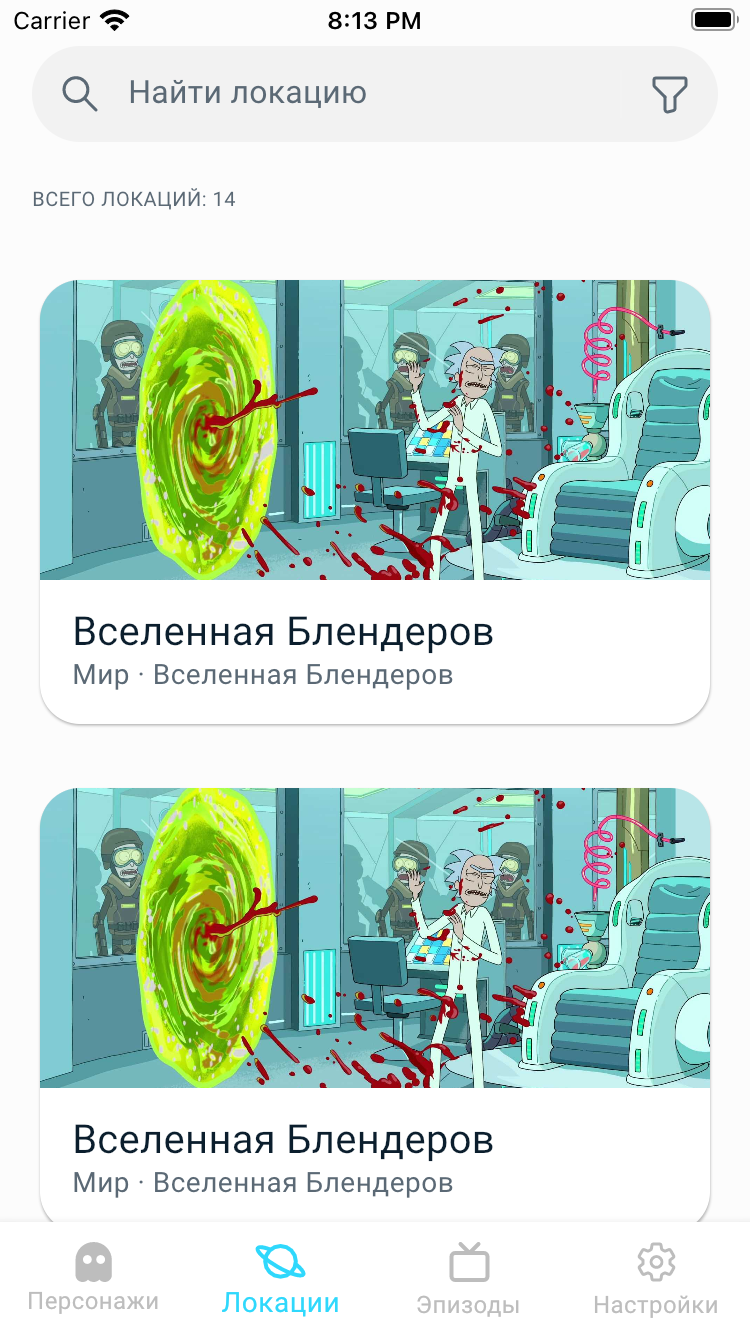 Carrier 8:13 PM
Найти локацию
ВСЕГО ЛОКАЦИЙ: 14
Вселенная Блендеров
Мир · Вселенная Блендеров
Вселенная Блендеров
Мир · Вселенная Блендеров
Персонажи Локации Эпизоды Настройки